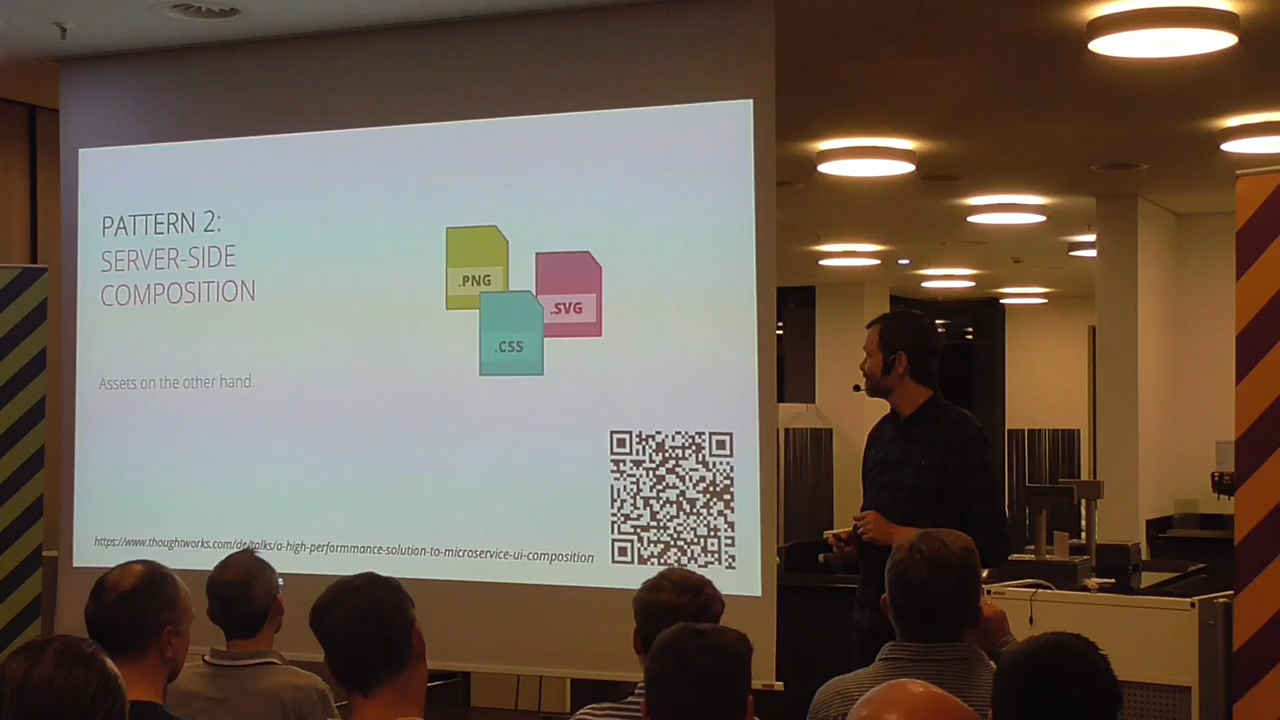 PATTERN 2:
SERVER-SIDE
COMPOSITION
.PNG
.SVG
.CSS
Assets on the other hand...
https://www.thoughtworks.com/de/talks/a-high-performmance-solution-to-microservice-ui-composition